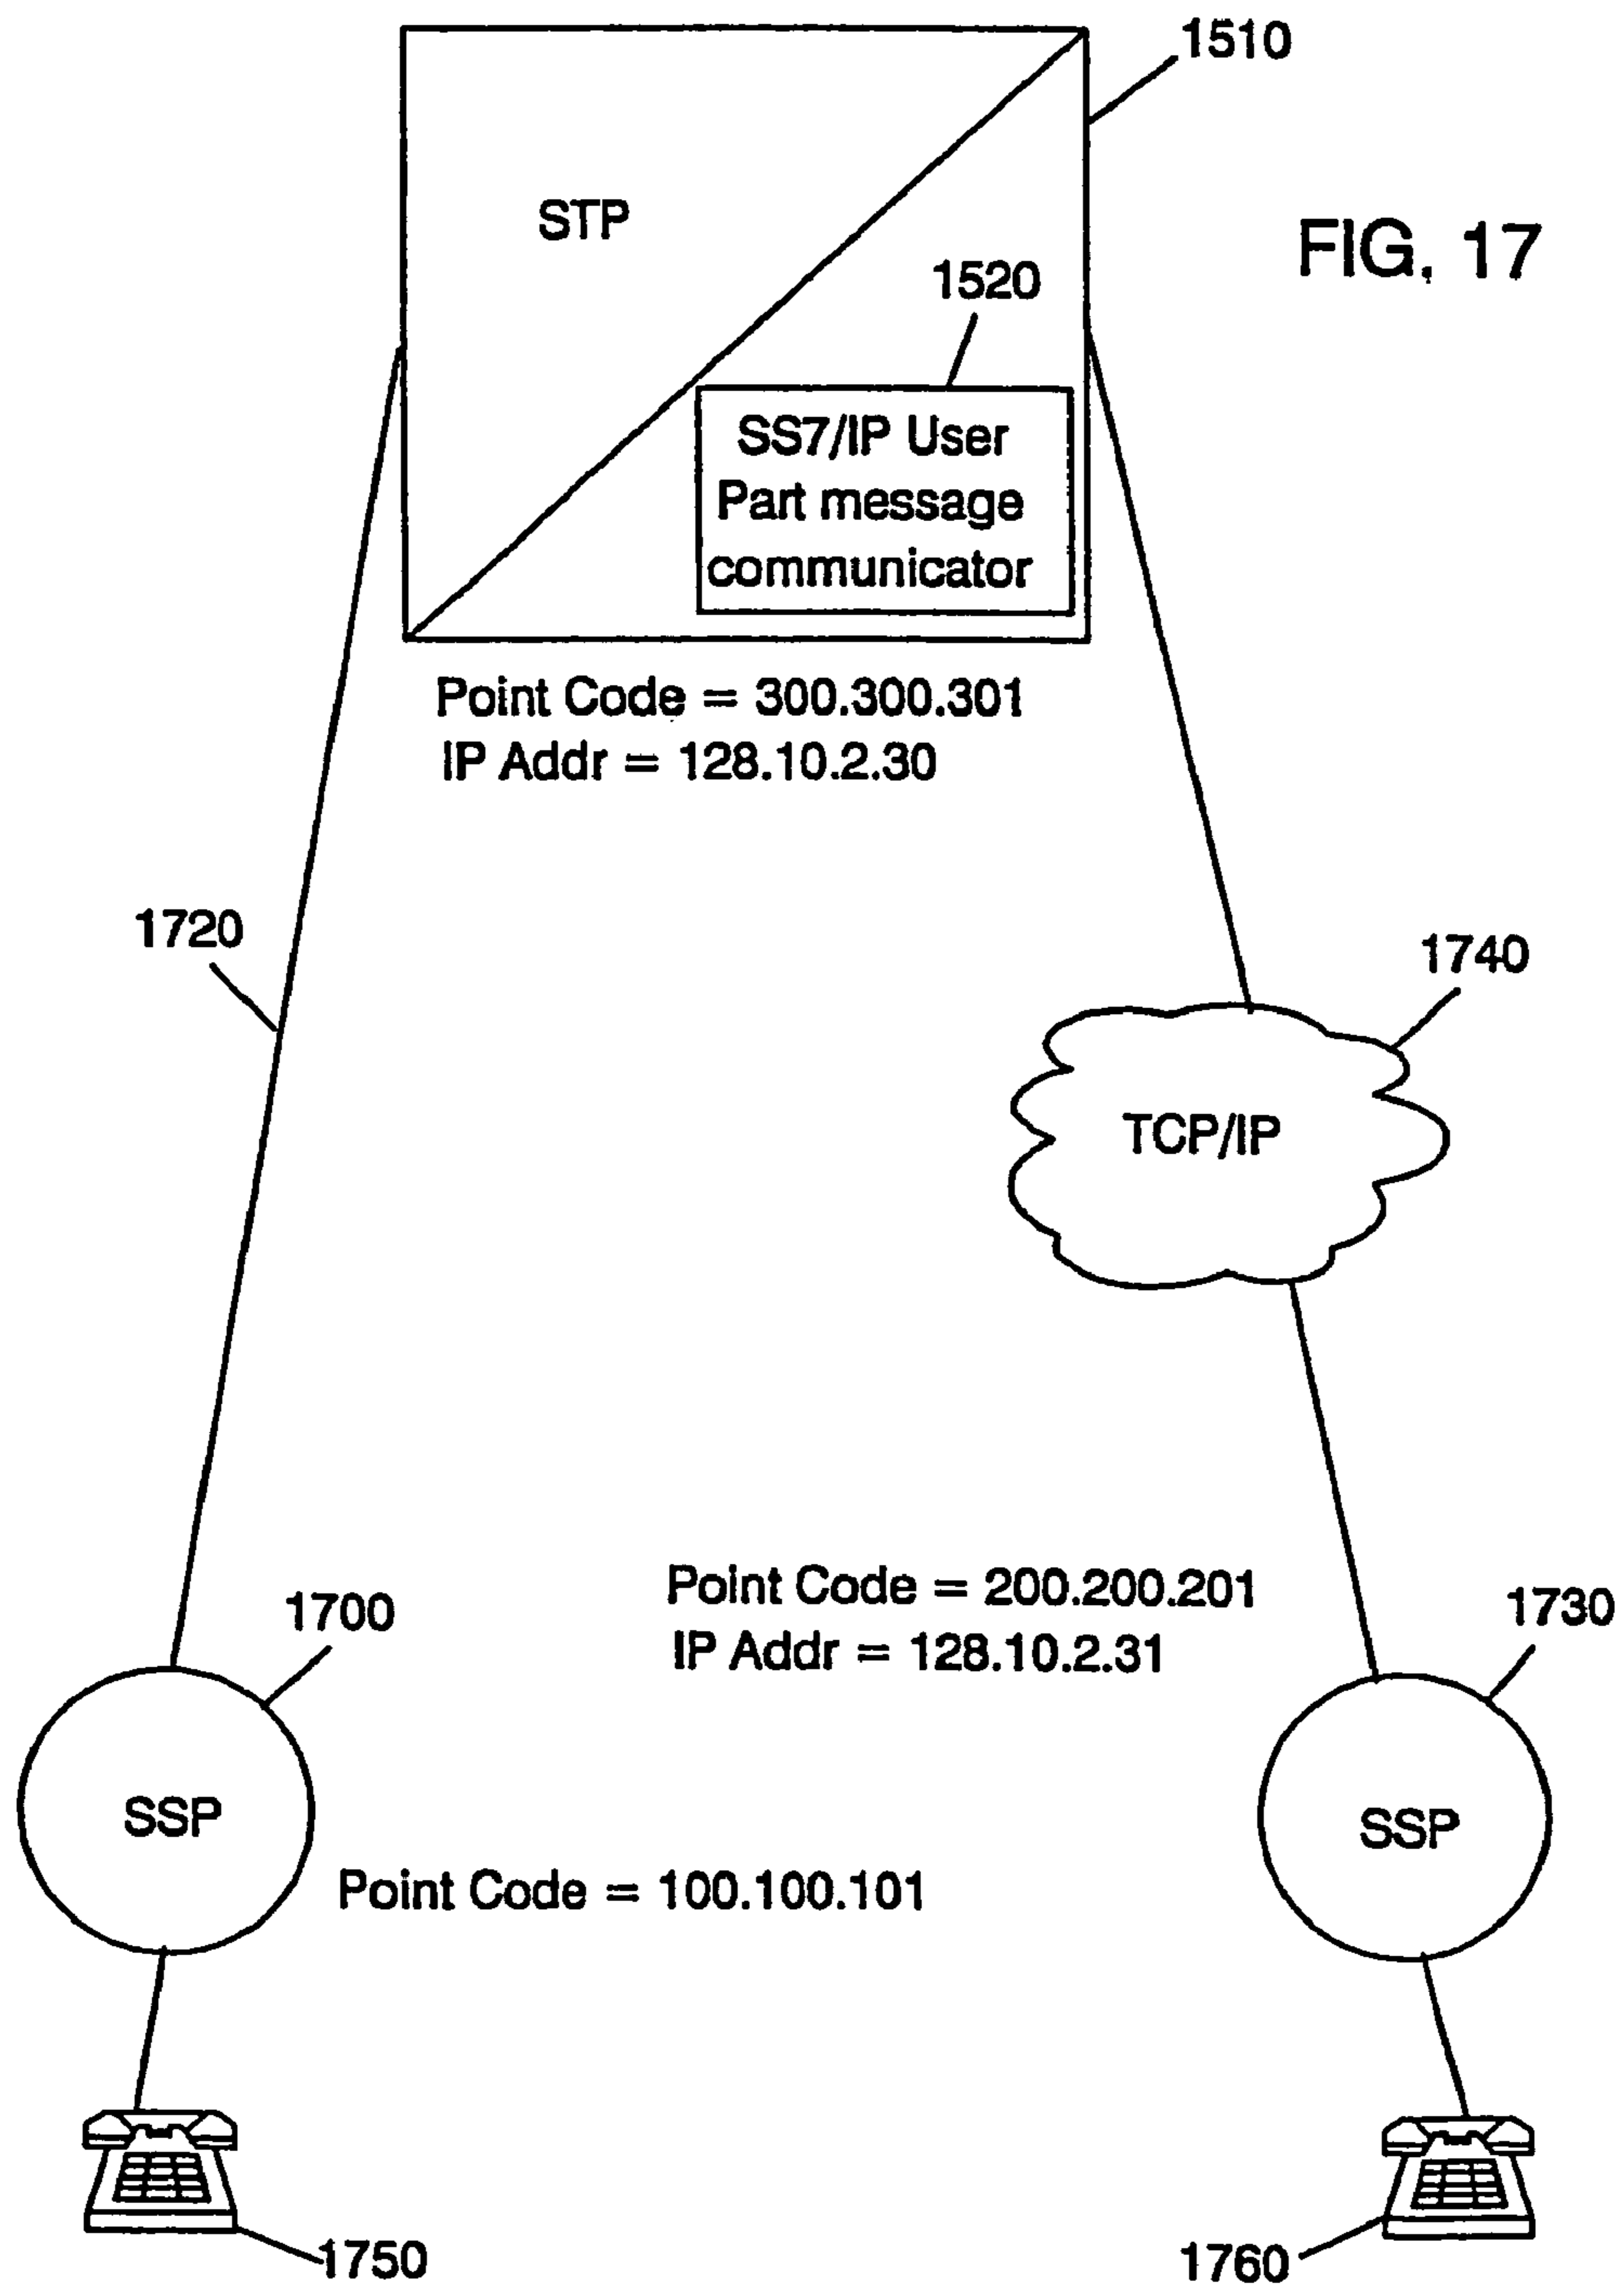 1510
STP
FIG. 17
1520
SS7/IP User
Part message
communicator
Point Code = 300.300.301
IP Addr = 128.10.2.30
1720
1740
TCP/IP
Point Code = 200.200.201
IP Addr = 128.10.2.31
1700
1730
SSP
SSP
Point Code = 100.100.101
1750
1760